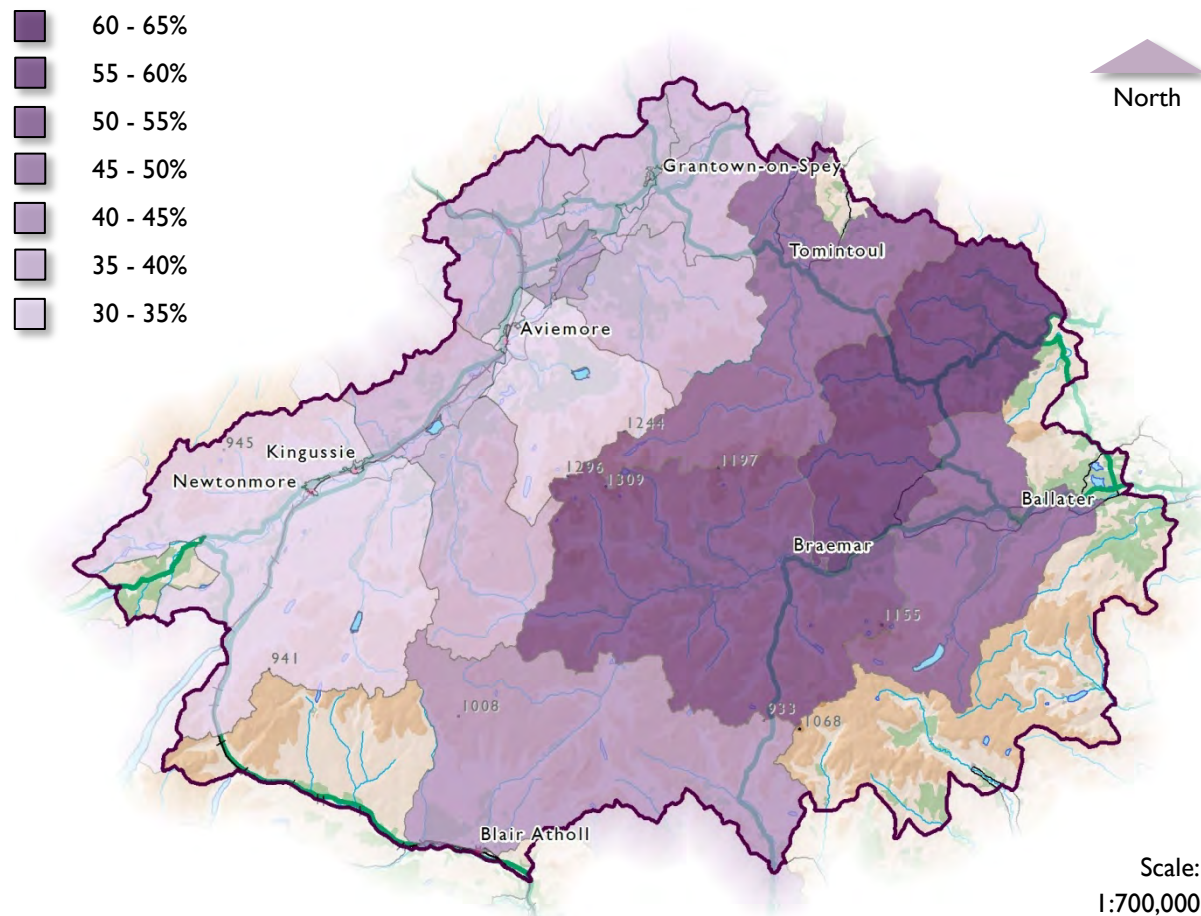 60 - 65%
55 - 60%
50 - 55%
45 - 50%
40 - 45%
35 - 40%
30 - 35%
North
Grantown-on-Spey
Tomintoul
Aviemore
1244
945
Kingussie
1296
1197
1309
Newtonmore
Ballater
Braemar
1155
941
1008
933
1068
Blair Atholl
Scale:
1:700,000